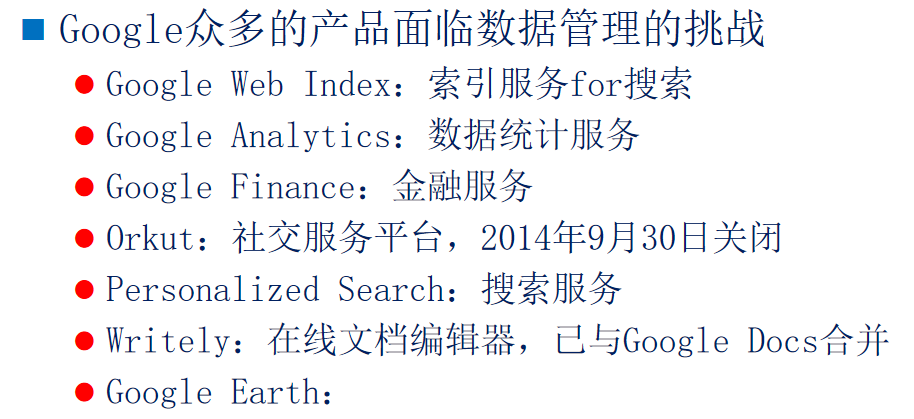 Google众多的产品面临数据管理的挑战
Google Web Index：索引服务for搜索
Google Analytics：数据统计服务
Google Finance：金融服务
Orkut：社交服务平台，2014年9月30日关闭
Personalized Search：搜索服务
Writely：在线文档编辑器，已与Google Docs合并
Google Earth：